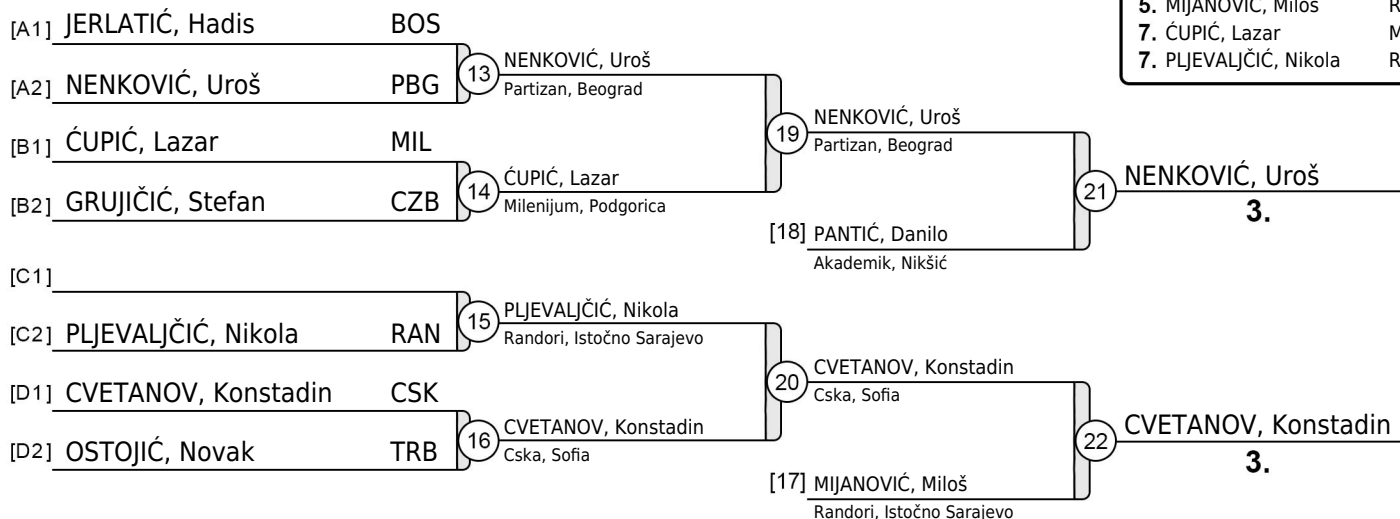 5. MIJANOVIĆ, Miloš R
7. ĆUPIĆ, Lazar M
7. PLJEVALJČIĆ, Nikola R
[A1] JERLATIĆ, Hadis BOS
[A2] NENKOVIĆ, Uroš PBG
13
NENKOVIĆ, Uroš
Partizan, Beograd
[B1] ĆUPIĆ, Lazar MIL
[B2] GRUJIČIĆ, Stefan CZB
14
ĆUPIĆ, Lazar
Milenijum, Podgorica
19
NENKOVIĆ, Uroš
Partizan, Beograd
[18] PANTIĆ, Danilo
Akademik, Nikšić
21
NENKOVIĆ, Uroš
3.
[C1]
[C2] PLJEVALJČIĆ, Nikola RAN
15
PLJEVALJČIĆ, Nikola
Randori, Istočno Sarajevo
[D1] CVETANOV, Konstadin CSK
[D2] OSTOJIĆ, Novak TRB
16
CVETANOV, Konstadin
Cska, Sofia
20
CVETANOV, Konstadin
Cska, Sofia
[17] MIJANOVIĆ, Miloš
Randori, Istočno Sarajevo
22
CVETANOV, Konstadin
3.